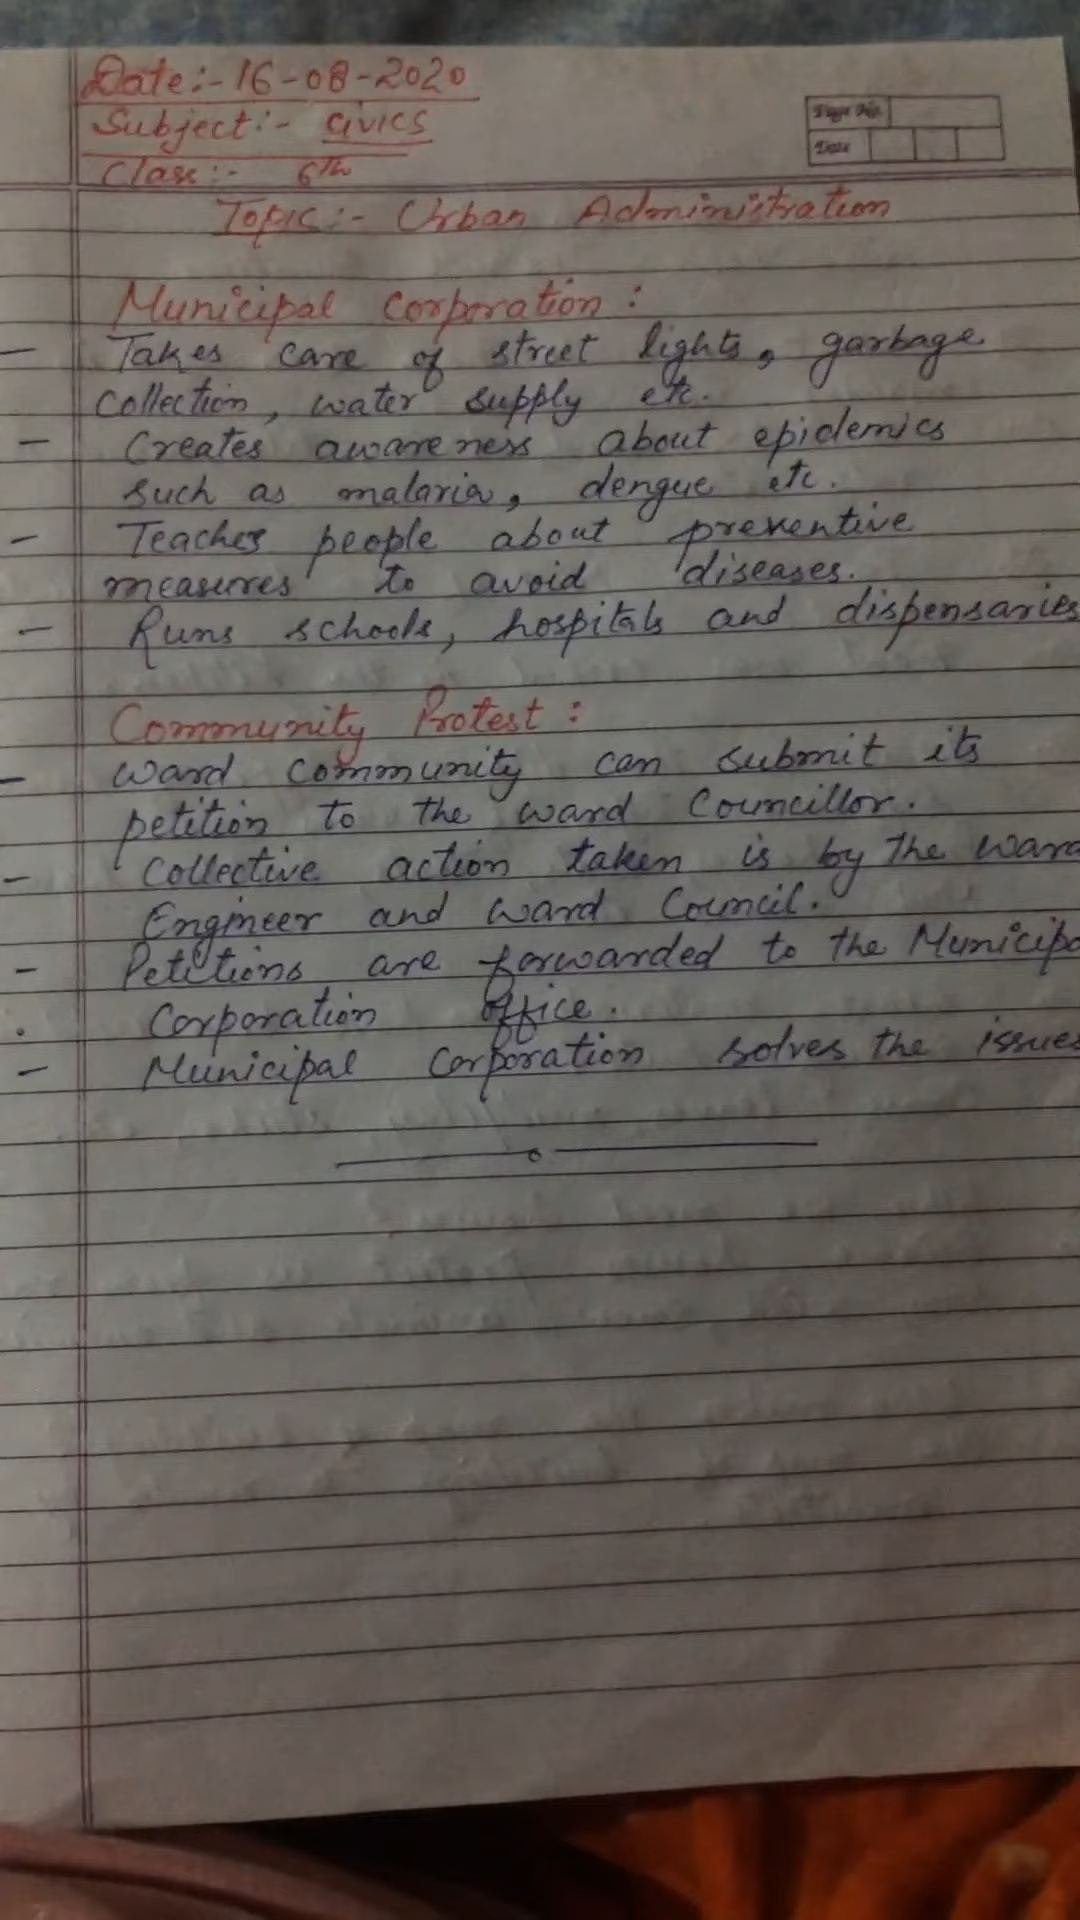 Date:- 16-08-2020
Subject:- civics
Class:- 6th
Page No.
Date
Topic:- Urban Administration
Municipal corporation:
- Takes care of street lights, garbage
collection, water supply etc.
- Creates awareness about epidemics
such as malaria, dengue etc.
- Teaches people about preventive
measures to avoid diseases.
- Runs schools, hospitals and dispensaries
Community Protest:
- Ward community can submit its
petition to the ward Councillor.
- Collective action taken is by the ward
Engineer and ward Council.
- Petitions are forwarded to the Municipa
. Corporation office.
- Municipal corporation solves the issues